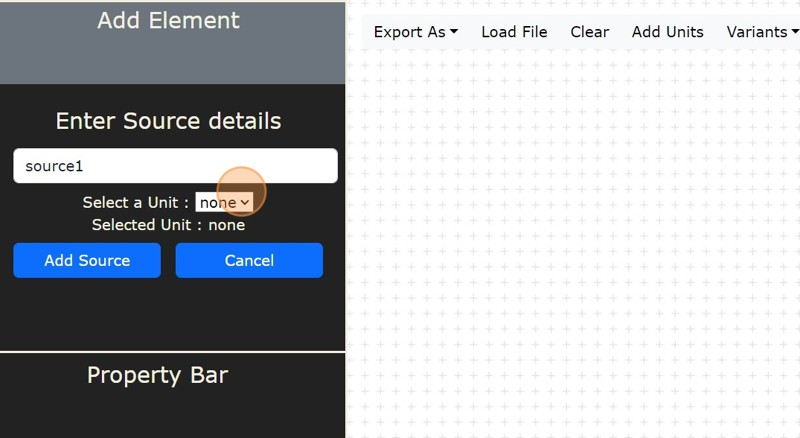 Add Element
Export As Load File Clear Add Units Variants
Enter Source details
source1
Select a Unit : none
Selected Unit : none
Add Source Cancel
Property Bar